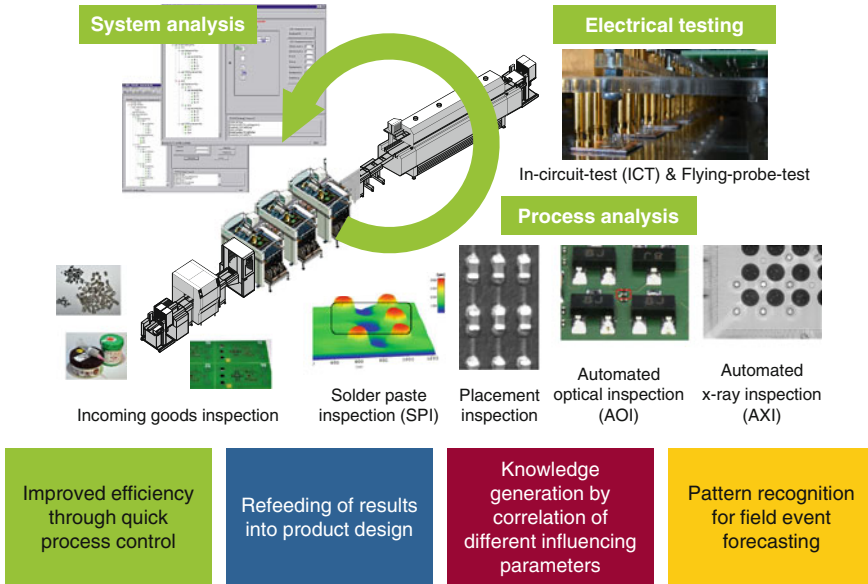 System analysis
Electrical testing
In-circuit-test (ICT) & Flying-probe-test
Process analysis
Incoming goods inspection
Solder paste
inspection (SPI)
Placement
inspection
Automated
optical inspection
(AOI)
Automated
x-ray inspection
(AXI)
Improved efficiency
through quick
process control
Refeeding of results
into product design
Knowledge
generation by
correlation of
different influencing
parameters
Pattern recognition
for field event
forecasting